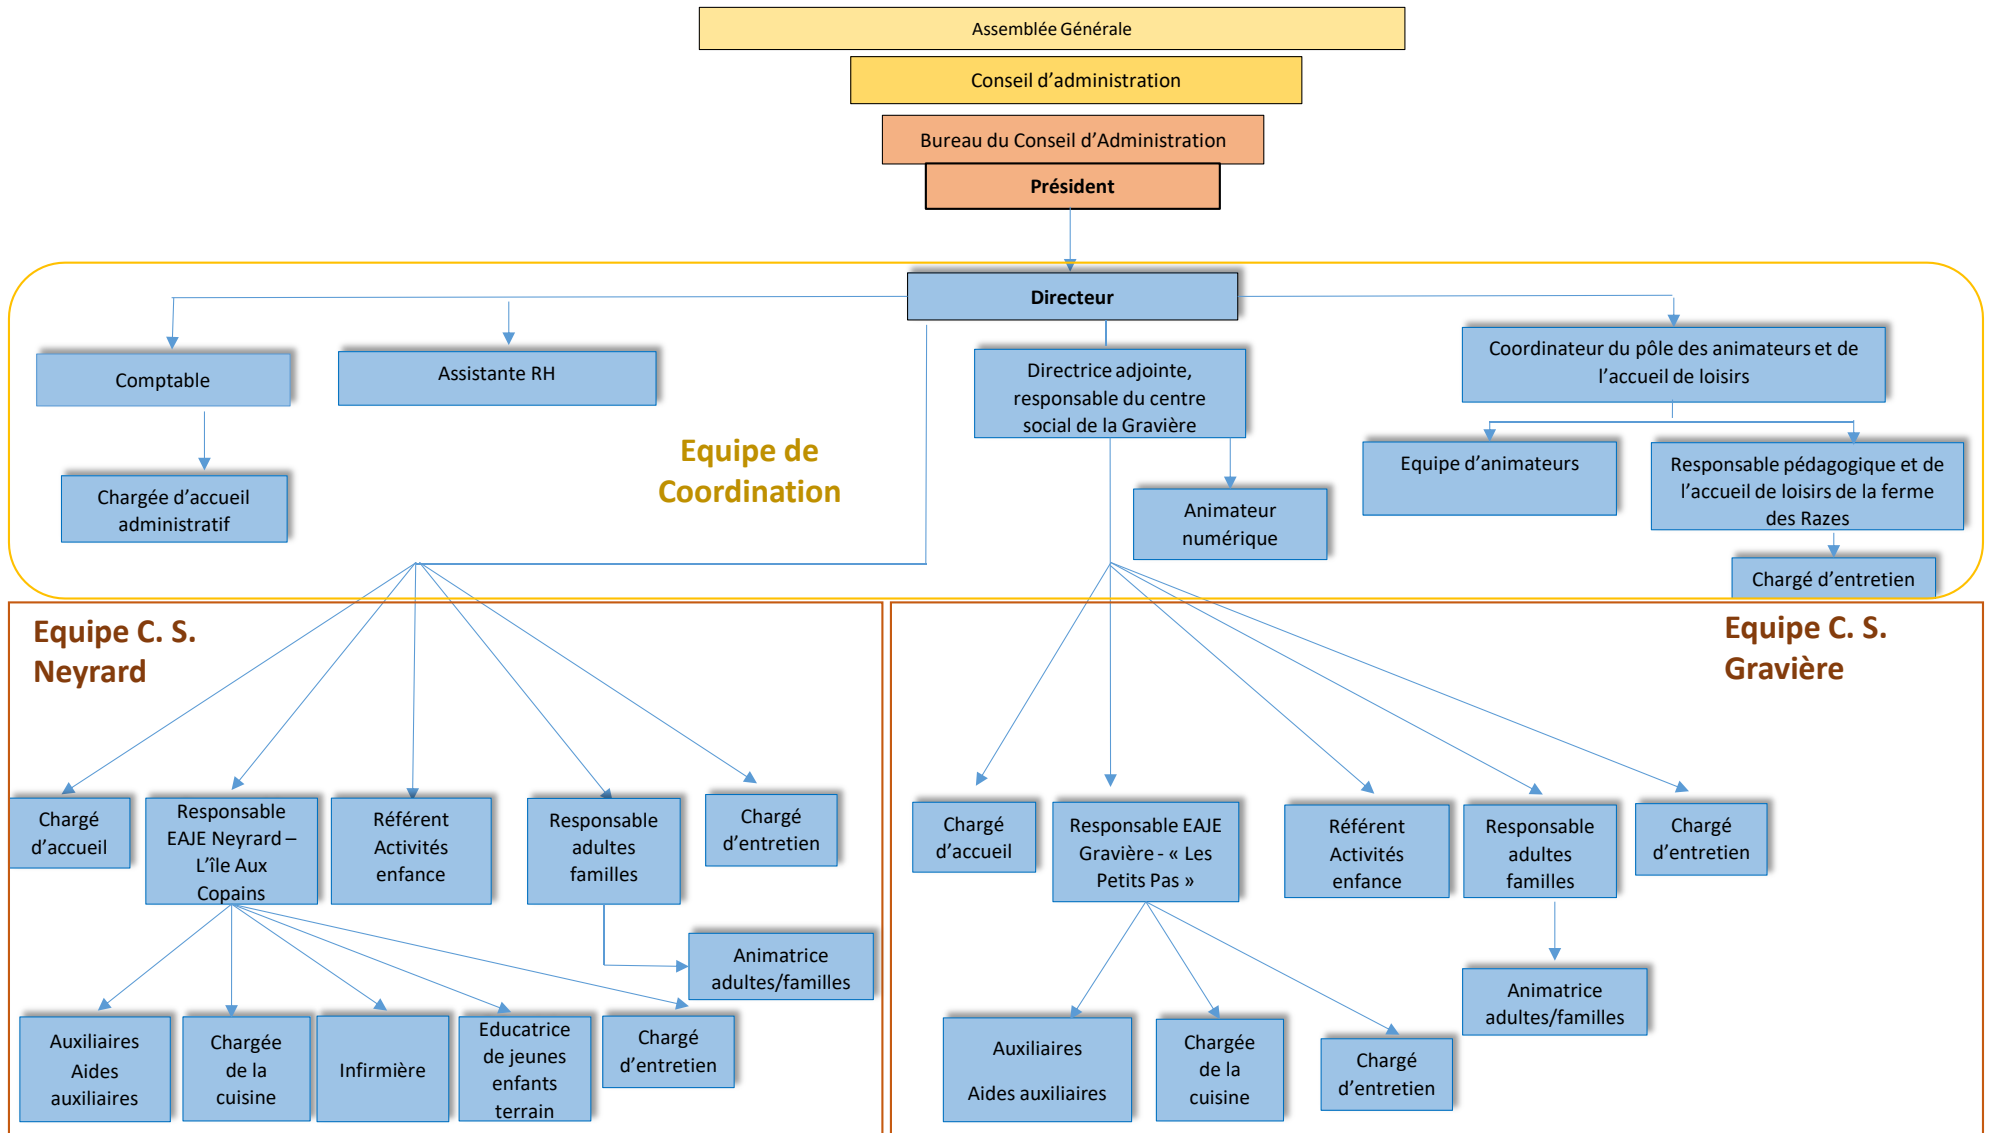 Assemblée Générale
Conseil d’administration
Bureau du Conseil d’Administration
Président
Directeur
Comptable
Assistante RH
Directrice adjointe,
responsable du centre
social de la Gravière
Coordinateur du pôle des animateurs et de
l’accueil de loisirs
Chargée d’accueil
administratif
Equipe de
Coordination
Animateur
numérique
Equipe d’animateurs
Responsable pédagogique et de
l’accueil de loisirs de la ferme
des Razes
Chargé d’entretien
Equipe C. S.
Neyrard
Chargé
d’accueil
Responsable
EAJE Neyrard –
L’île Aux
Copains
Référent
Activités
enfance
Responsable
adultes
familles
Chargé
d’entretien
Animatrice
adultes/familles
Auxiliaires
Aides
auxiliaires
Chargée
de la
cuisine
Infirmière
Educatrice
de jeunes
enfants
terrain
Chargé
d’entretien
Equipe C. S.
Gravière
Chargé
d’accueil
Responsable EAJE
Gravière - « Les
Petits Pas »
Référent
Activités
enfance
Responsable
adultes
familles
Chargé
d’entretien
Animatrice
adultes/familles
Auxiliaires
Aides auxiliaires
Chargée
de la
cuisine
Chargé
d’entretien